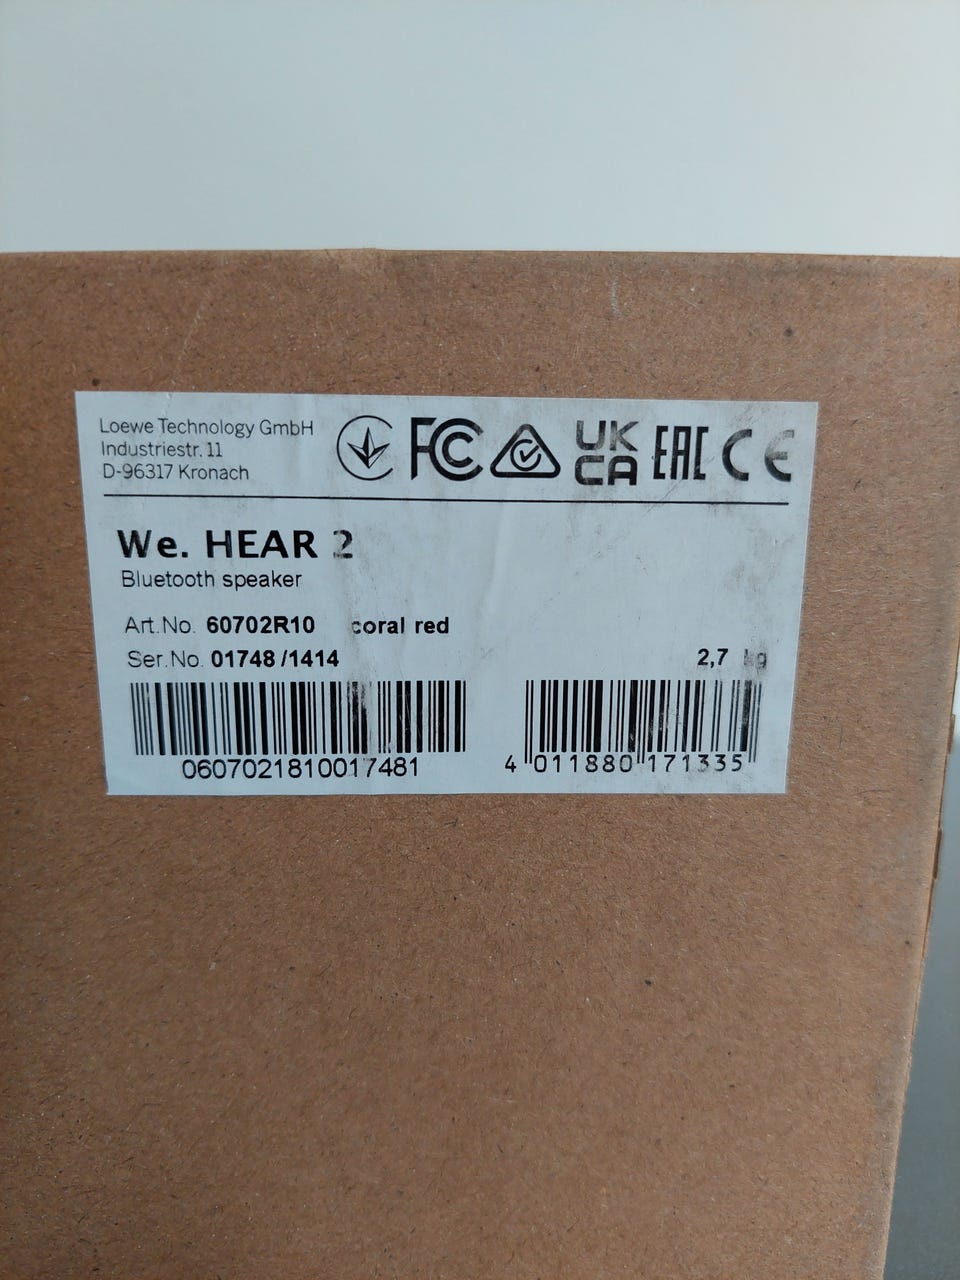 Loewe Technology GmbH
Industriestr. 11
D-96317 Kronach
FC UK CA EAC CE
We. HEAR 2
Bluetooth speaker
Art.No. 60702R10 coral red
Ser.No. 01748/1414 2,7 kg
0607021810017481 4 011880 171335